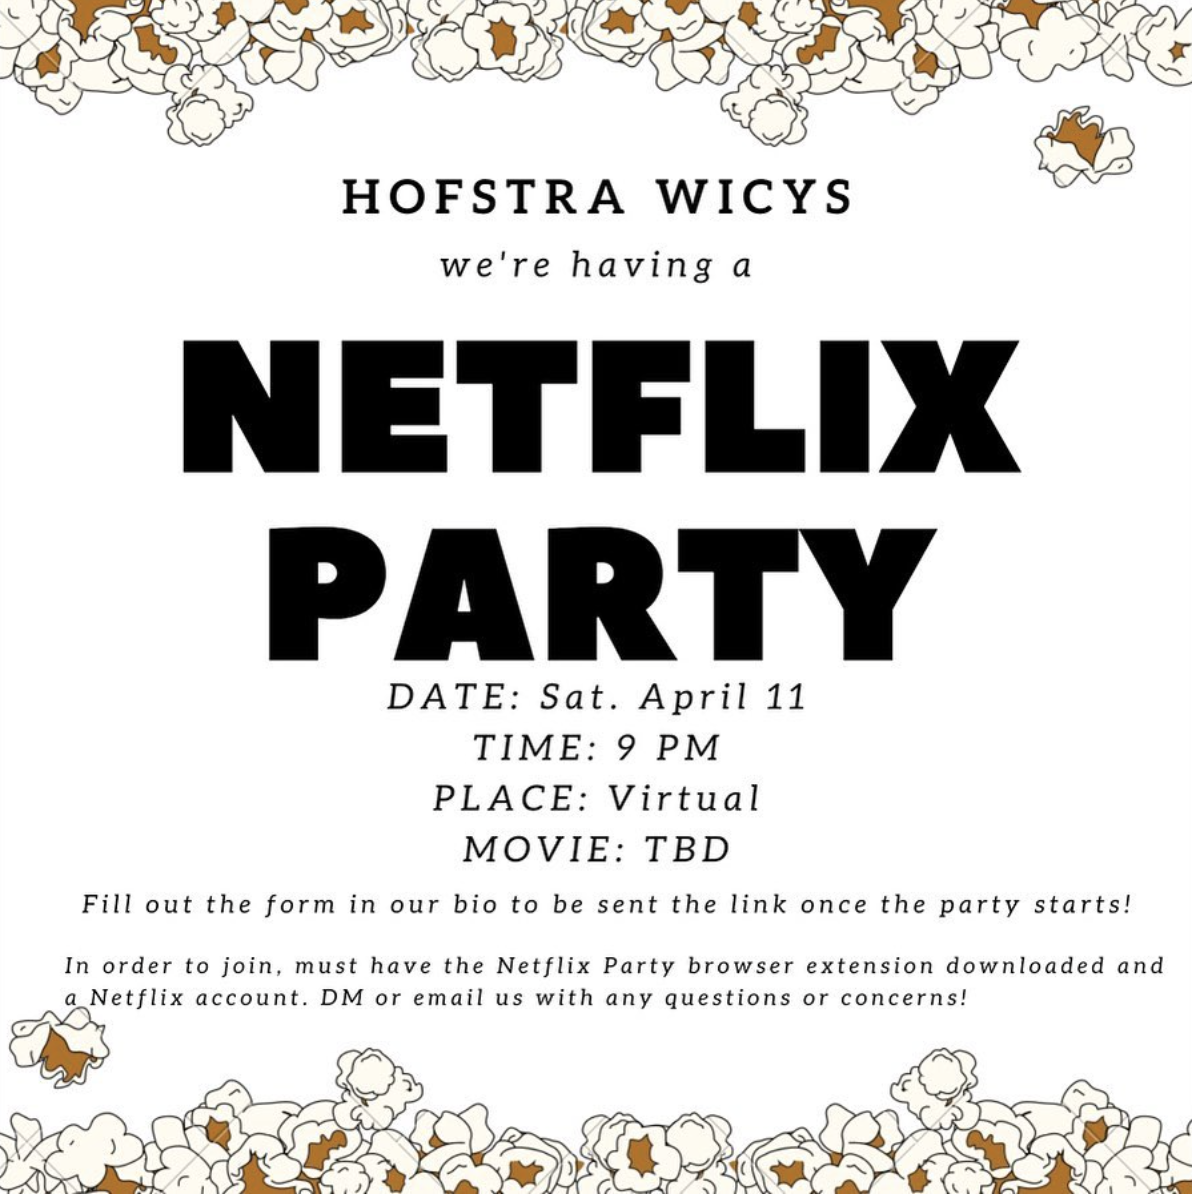 HOFSTRA WICYS
we're having a
NETFLIX
PARTY
DATE: Sat. April 11
TIME: 9 PM
PLACE: Virtual
MOVIE: TBD
Fill out the form in our bio to be sent the link once the party starts!
In order to join, must have the Netflix Party browser extension downloaded and
a Netflix account. DM or email us with any questions or concerns!